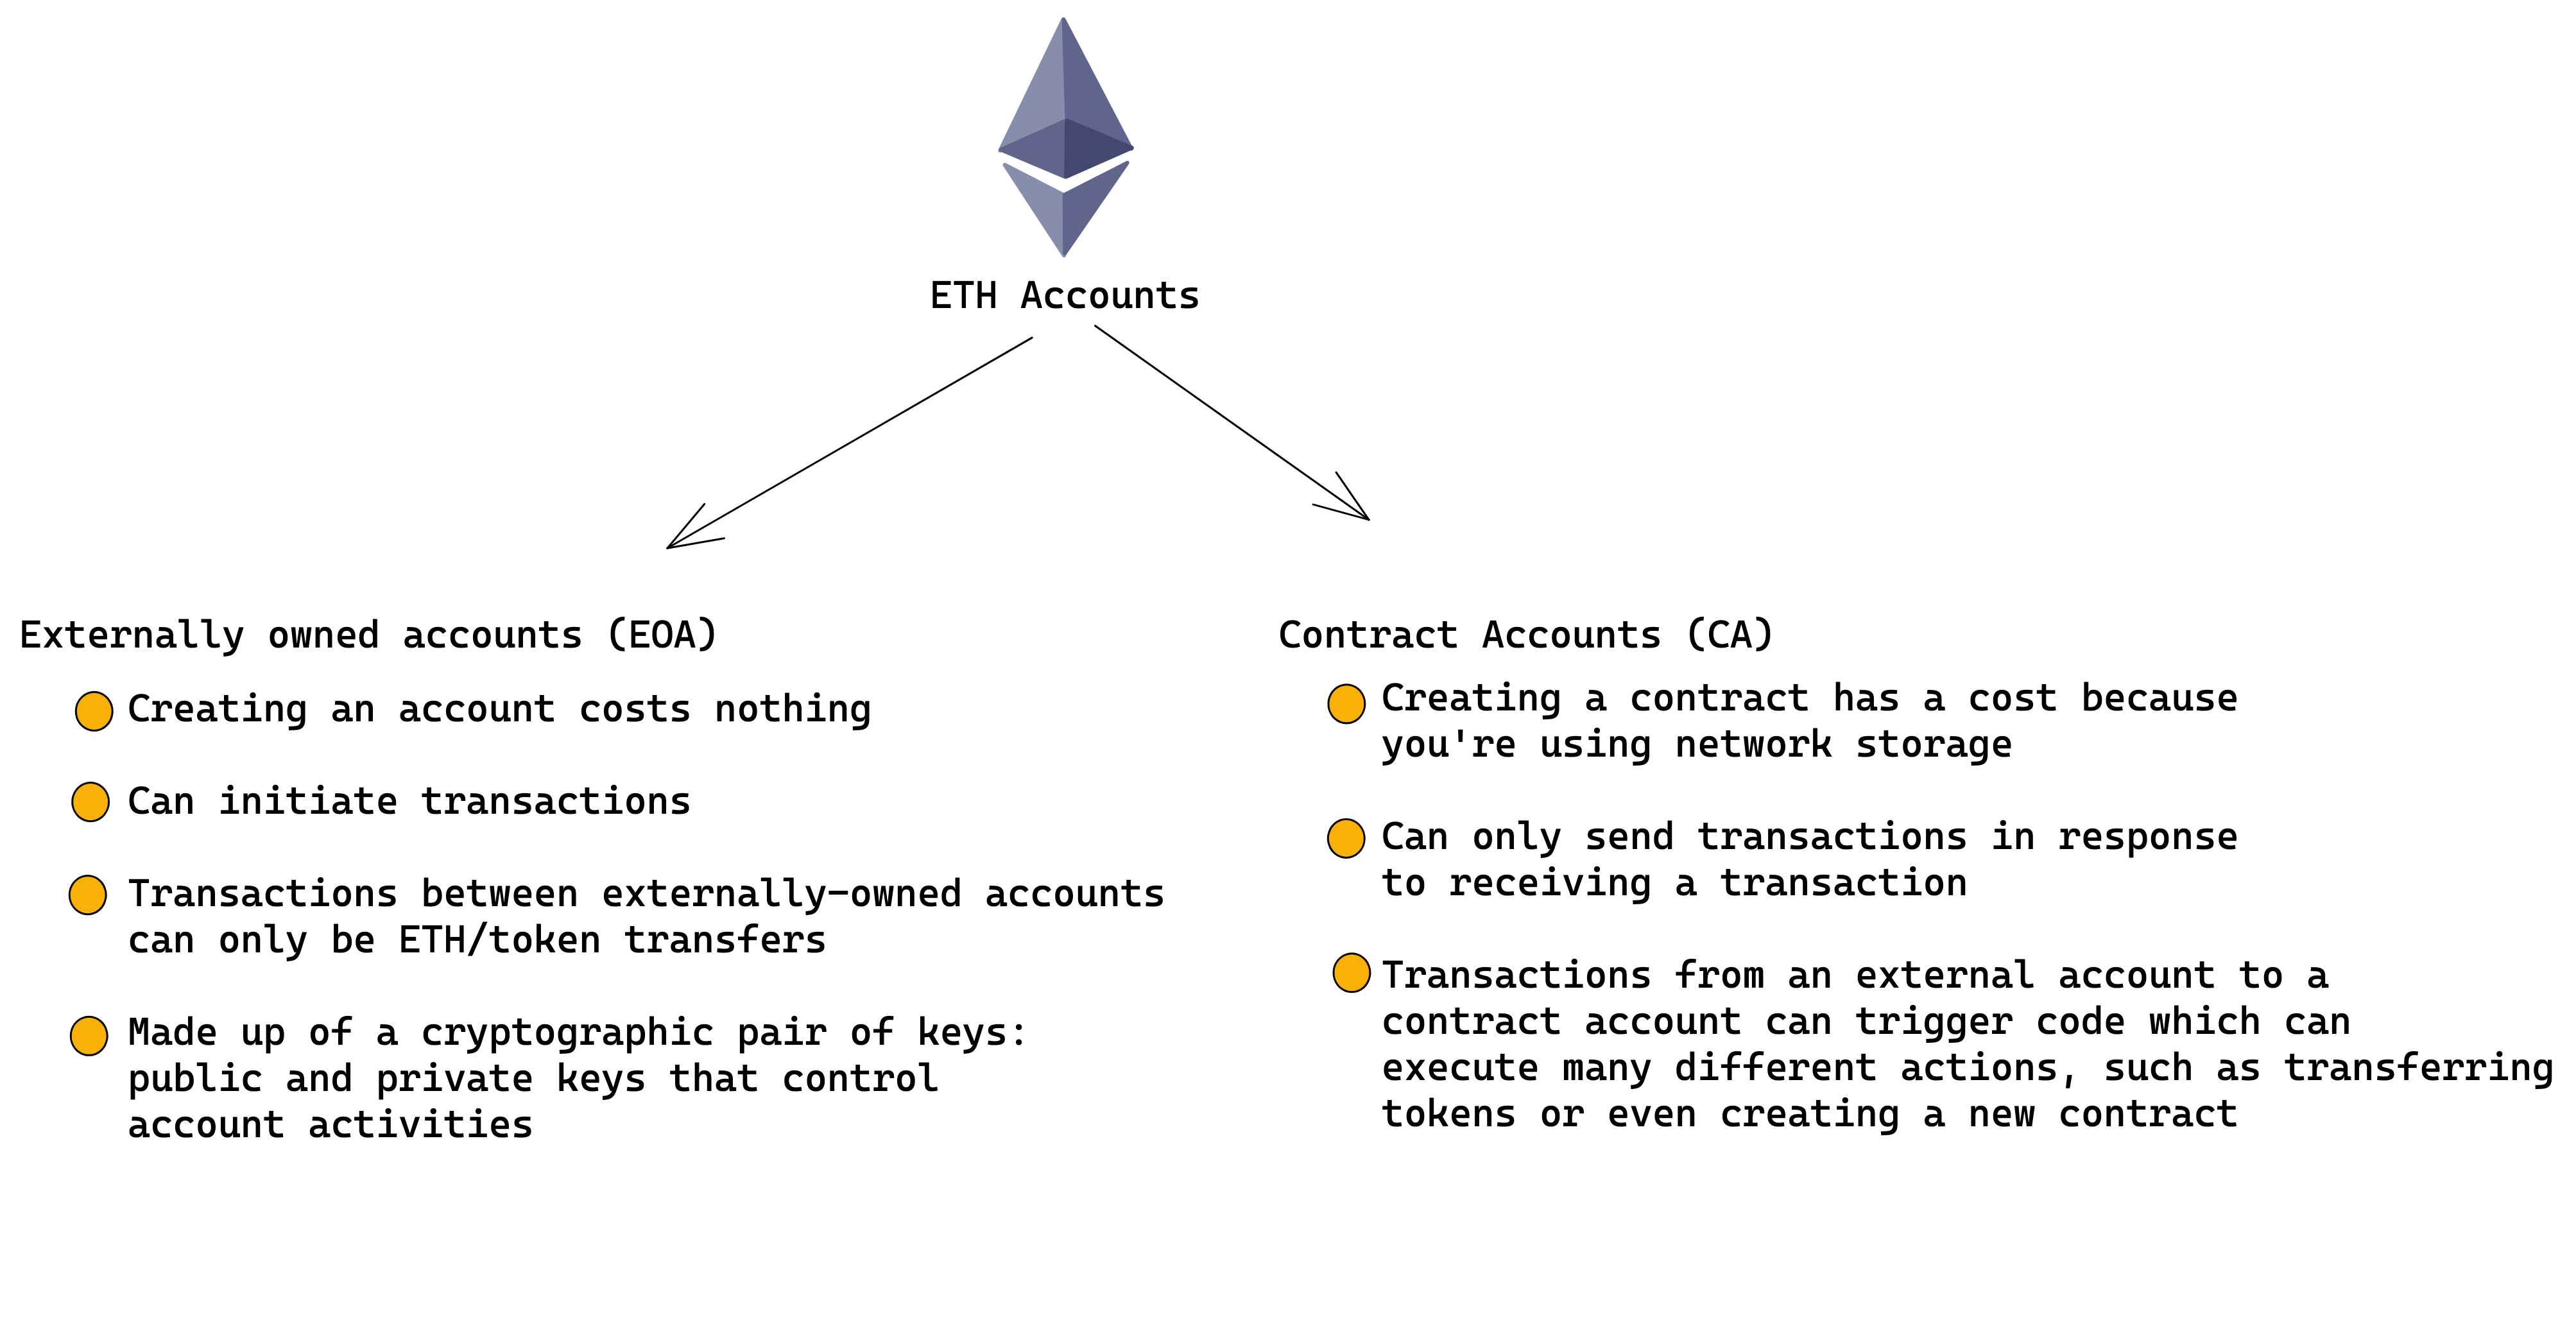 ETH Accounts
Externally owned accounts (EOA)
Creating an account costs nothing
Can initiate transactions
Transactions between externally-owned accounts
can only be ETH/token transfers
Made up of a cryptographic pair of keys:
public and private keys that control
account activities
Contract Accounts (CA)
Creating a contract has a cost because
you're using network storage
Can only send transactions in response
to receiving a transaction
Transactions from an external account to a
contract account can trigger code which can
execute many different actions, such as transferring
tokens or even creating a new contract